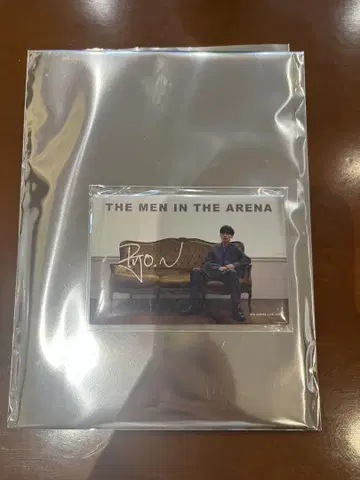 THE MEN IN THE ARENA
Ryo.N